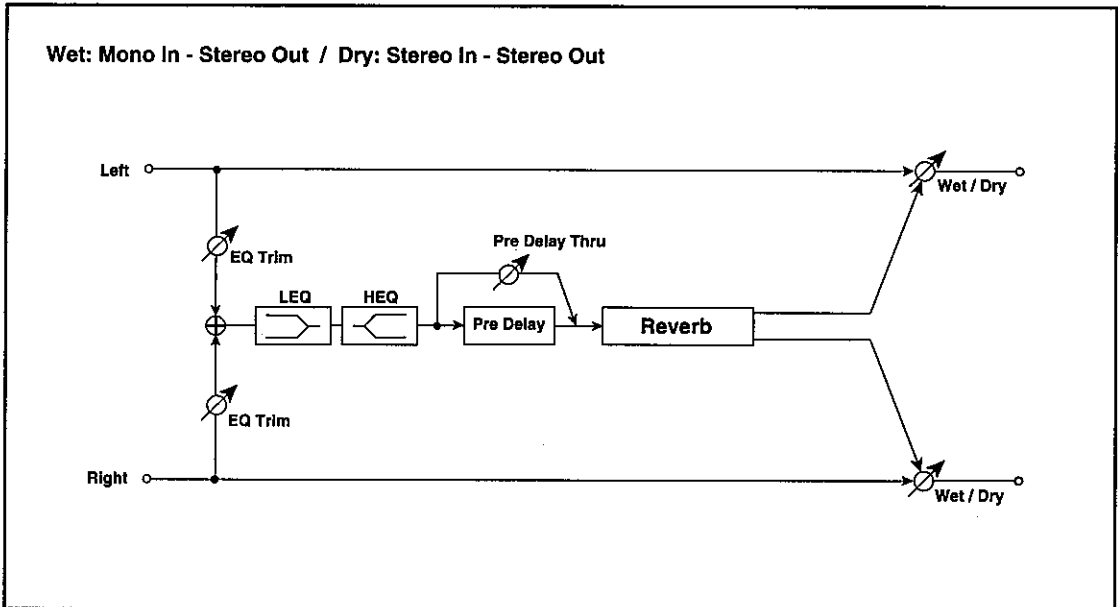 Wet: Mono In - Stereo Out / Dry: Stereo In - Stereo Out
Left
Wet / Dry
EQ Trim
Pre Delay Thru
LEQ
HEQ
Pre Delay
Reverb
EQ Trim
Right
Wet / Dry